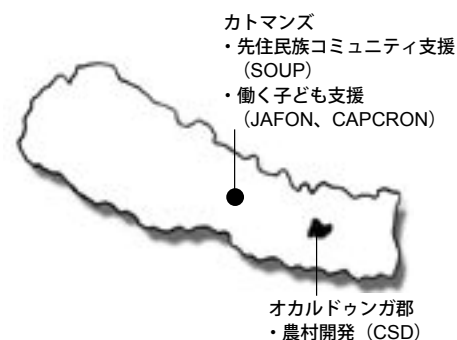 カトマンズ
・先住民族コミュニティ支援
（SOUP）
・働く子ども支援
（JAFON、CAPCRON）
オカルドゥンガ郡
・農村開発（CSD）